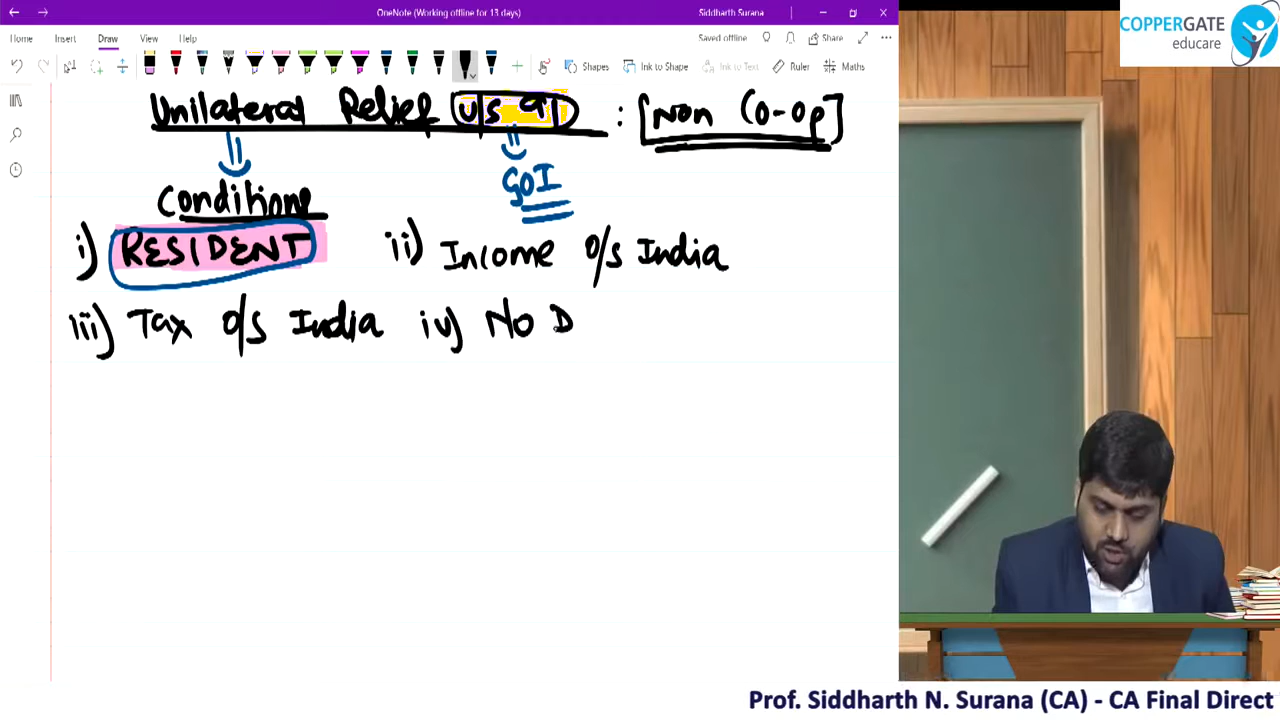 OneNote (Working offline for 13 days)
Siddharth Surana
COPPERGATE
educare
Home Insert Draw View Help
Saved offline
Share
Shapes
Ink to Shape
Ink to Text
Ruler
Maths
Unilateral Relief u/s 91 : [Non Co-op]
GOI
Conditions
i) RESIDENT ii) Income o/s India
iii) Tax o/s India iv) No D
Prof. Siddharth N. Surana (CA) - CA Final Direct